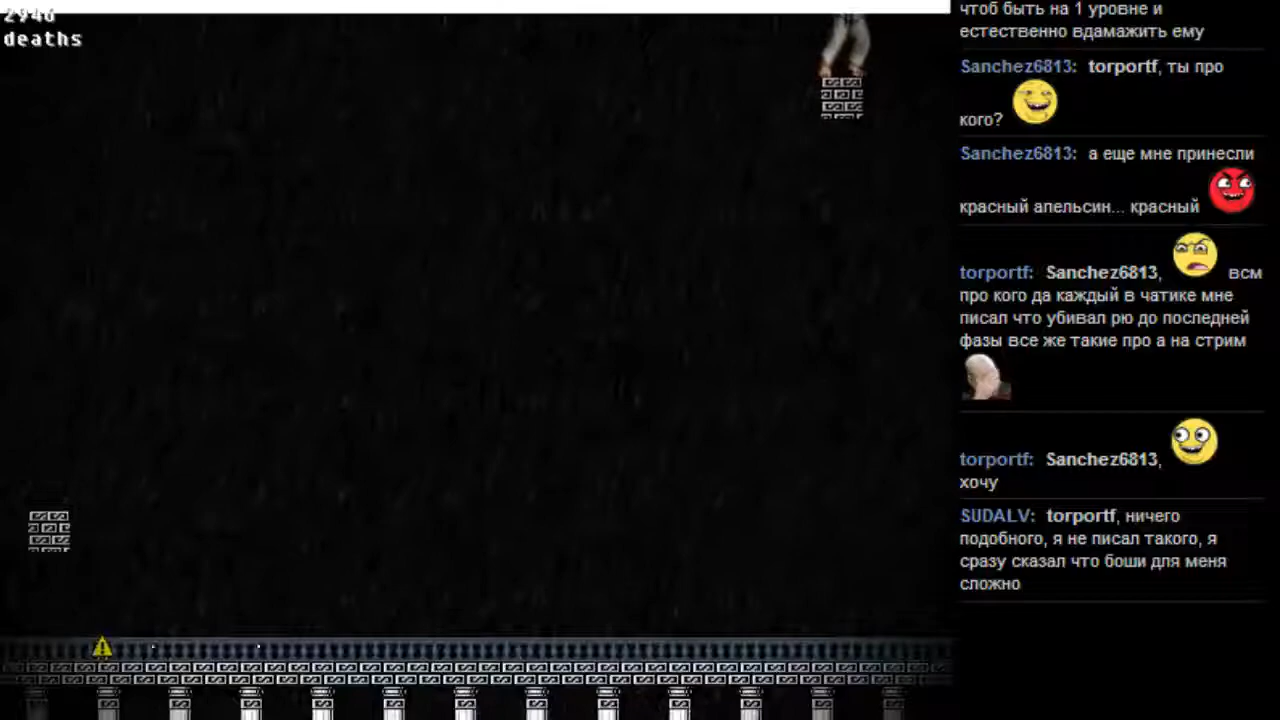 2946
deaths
чтоб быть на 1 уровне и
естественно вдамажить ему
Sanchez6813: torportf, ты про
кого?
Sanchez6813: а еще мне принесли
красный апельсин... красный
torportf: Sanchez6813, всм
про кого да каждый в чатике мне
писал что убивал рю до последней
фазы все же такие про а на стрим
torportf: Sanchez6813,
хочу
SUDALV: torportf, ничего
подобного, я не писал такого, я
сразу сказал что боши для меня
сложно